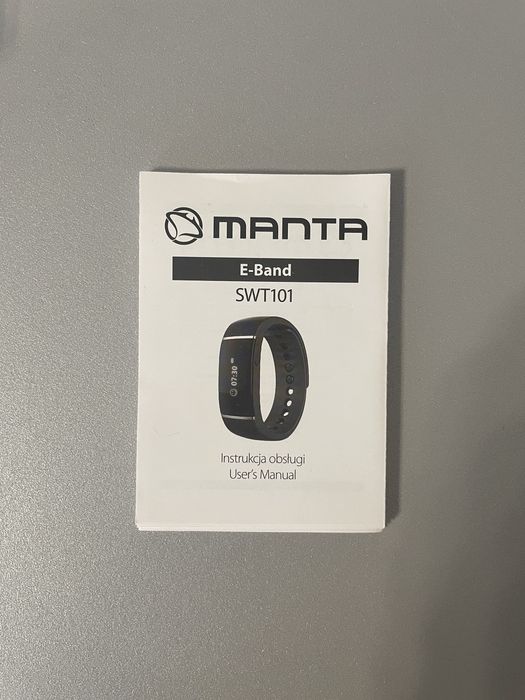 MANTA
E-Band
SWT101
07:30
Instrukcja obsługi
User's Manual